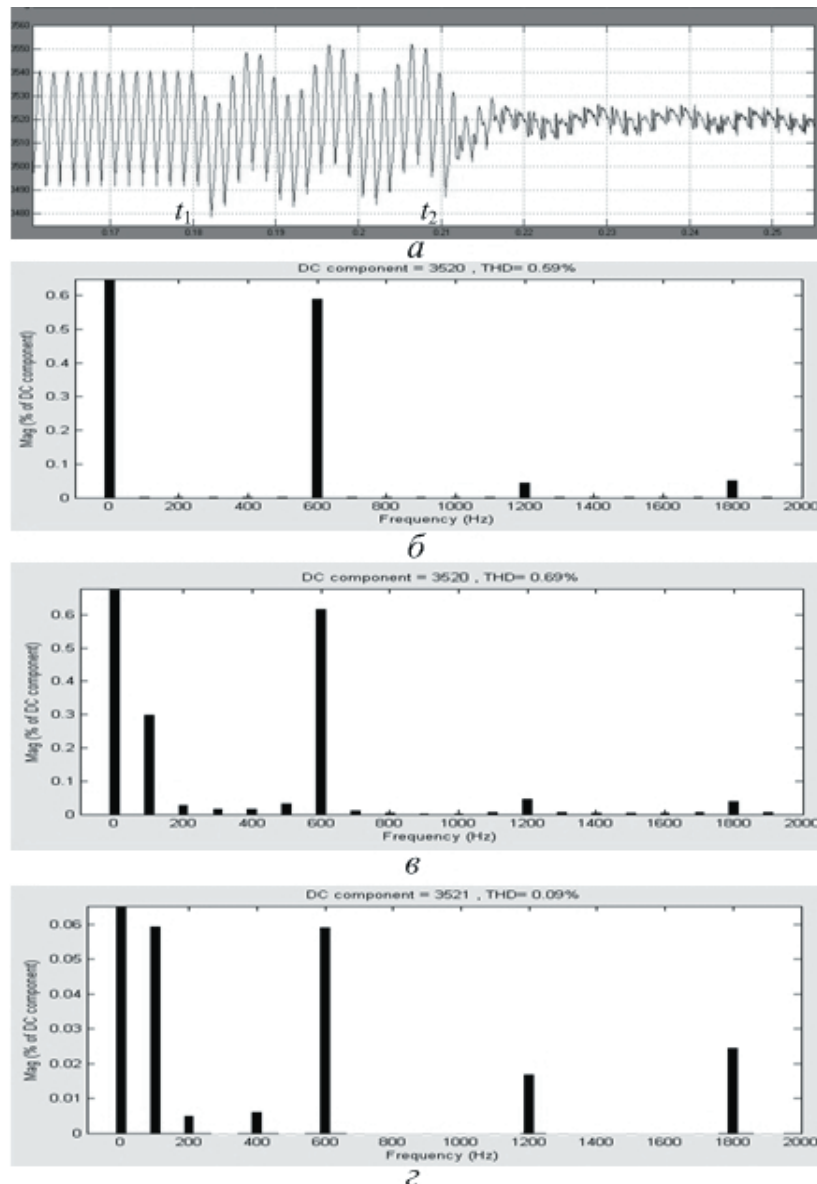 3560
3550
3540
3530
3520
3510
3500
3490
3480
t1 t2
0.17 0.18 0.19 0.2 0.21 0.22 0.23 0.24 0.25
а
DC component = 3520 , THD= 0.59%
Mag (% of DC component)
0.6
0.5
0.4
0.3
0.2
0.1
0
0 200 400 600 800 1000 1200 1400 1600 1800 2000
Frequency (Hz)
б
DC component = 3520 , THD= 0.69%
Mag (% of DC component)
0.6
0.5
0.4
0.3
0.2
0.1
0
0 200 400 600 800 1000 1200 1400 1600 1800 2000
Frequency (Hz)
в
DC component = 3521 , THD= 0.09%
Mag (% of DC component)
0.06
0.05
0.04
0.03
0.02
0.01
0
0 200 400 600 800 1000 1200 1400 1600 1800 2000
Frequency (Hz)
г